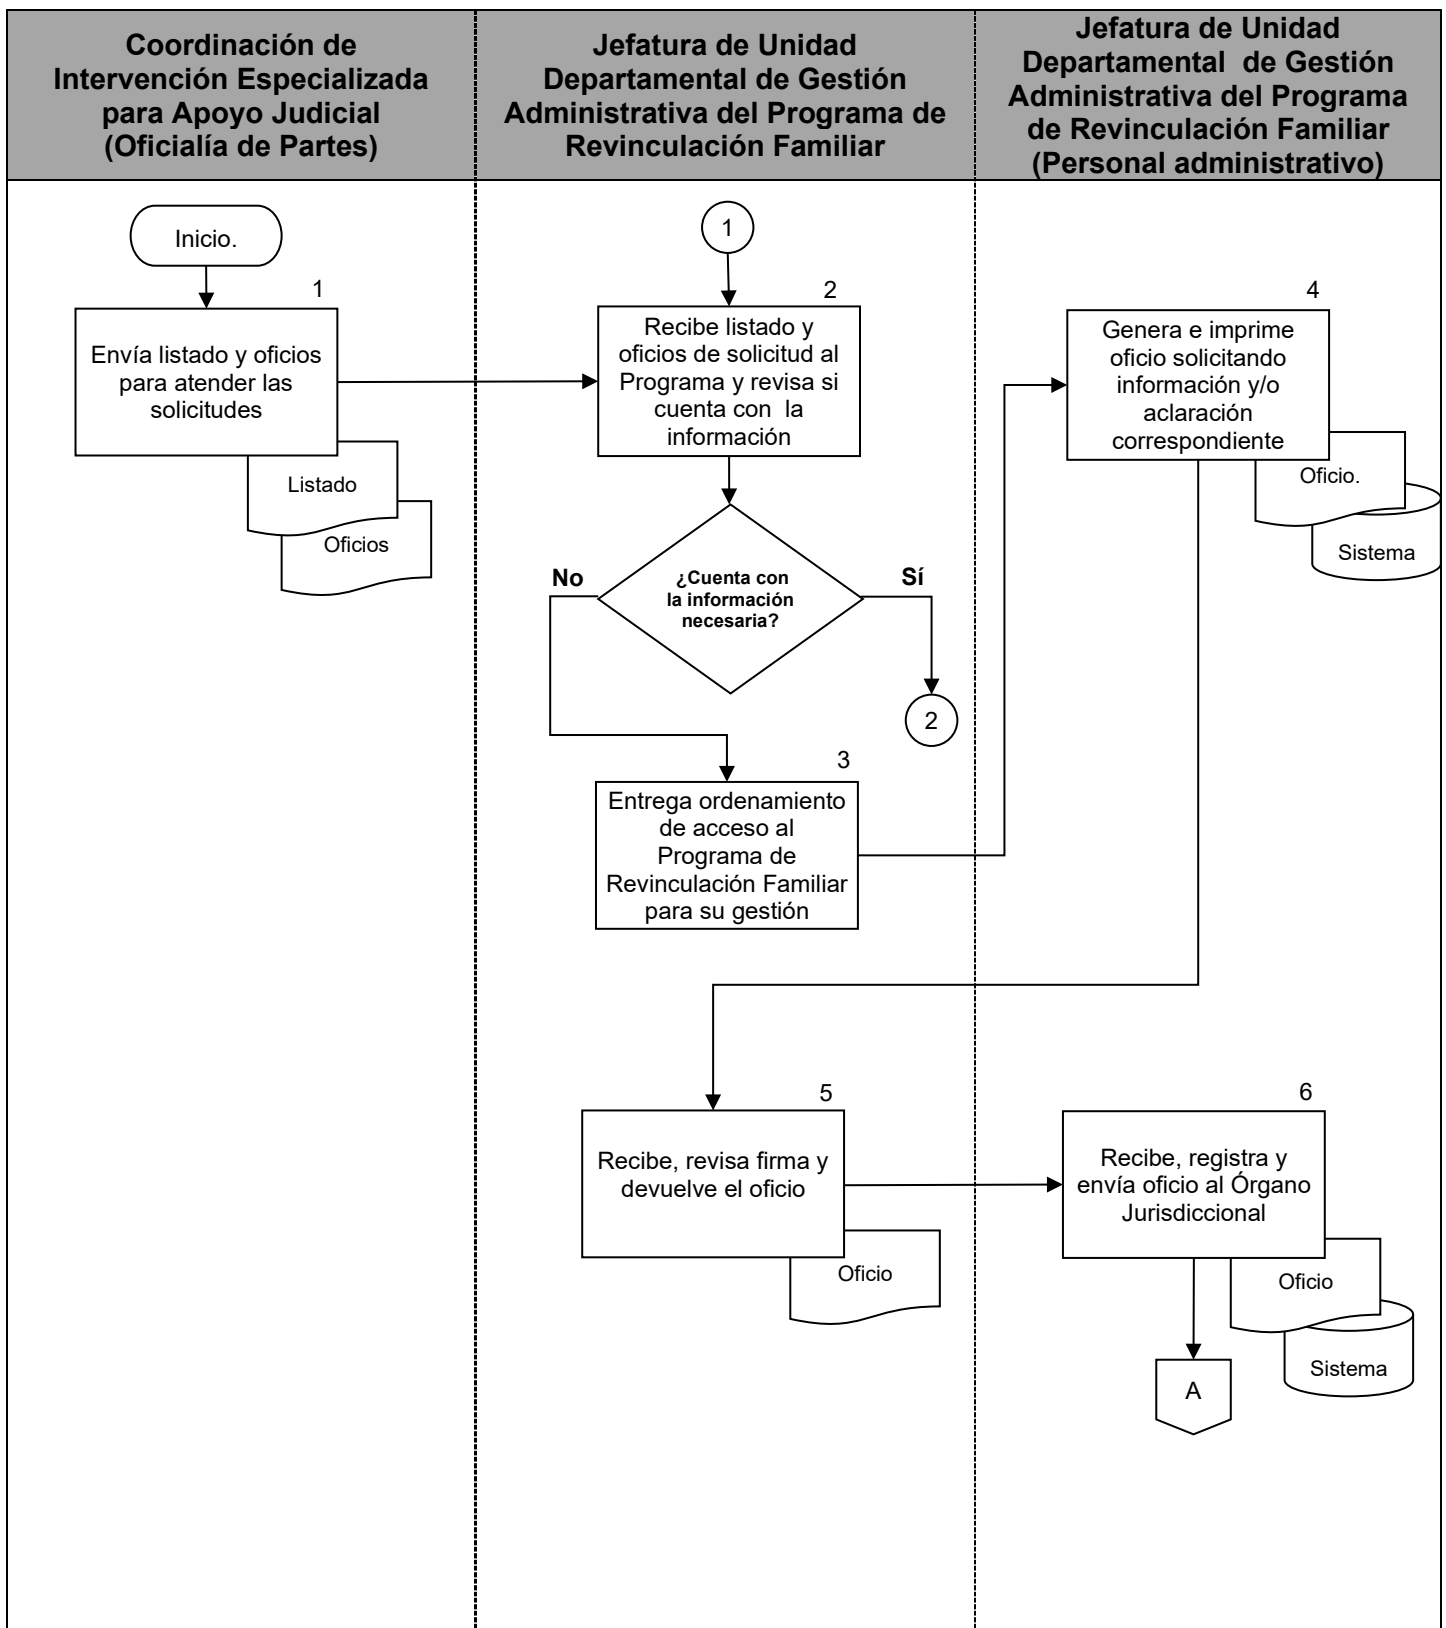 Coordinación de
Intervención Especializada
para Apoyo Judicial
(Oficialía de Partes)
Jefatura de Unidad
Departamental de Gestión
Administrativa del Programa de
Revinculación Familiar
Jefatura de Unidad
Departamental de Gestión
Administrativa del Programa
de Revinculación Familiar
(Personal administrativo)
Inicio.
1
Envía listado y oficios
para atender las
solicitudes
Listado
Oficios
1
2
Recibe listado y
oficios de solicitud al
Programa y revisa si
cuenta con la
información
No
¿Cuenta con
la información
necesaria?
Sí
2
3
Entrega ordenamiento
de acceso al
Programa de
Revinculación Familiar
para su gestión
4
Genera e imprime
oficio solicitando
información y/o
aclaración
correspondiente
Oficio.
Sistema
5
Recibe, revisa firma y
devuelve el oficio
Oficio
6
Recibe, registra y
envía oficio al Órgano
Jurisdiccional
Oficio
Sistema
A